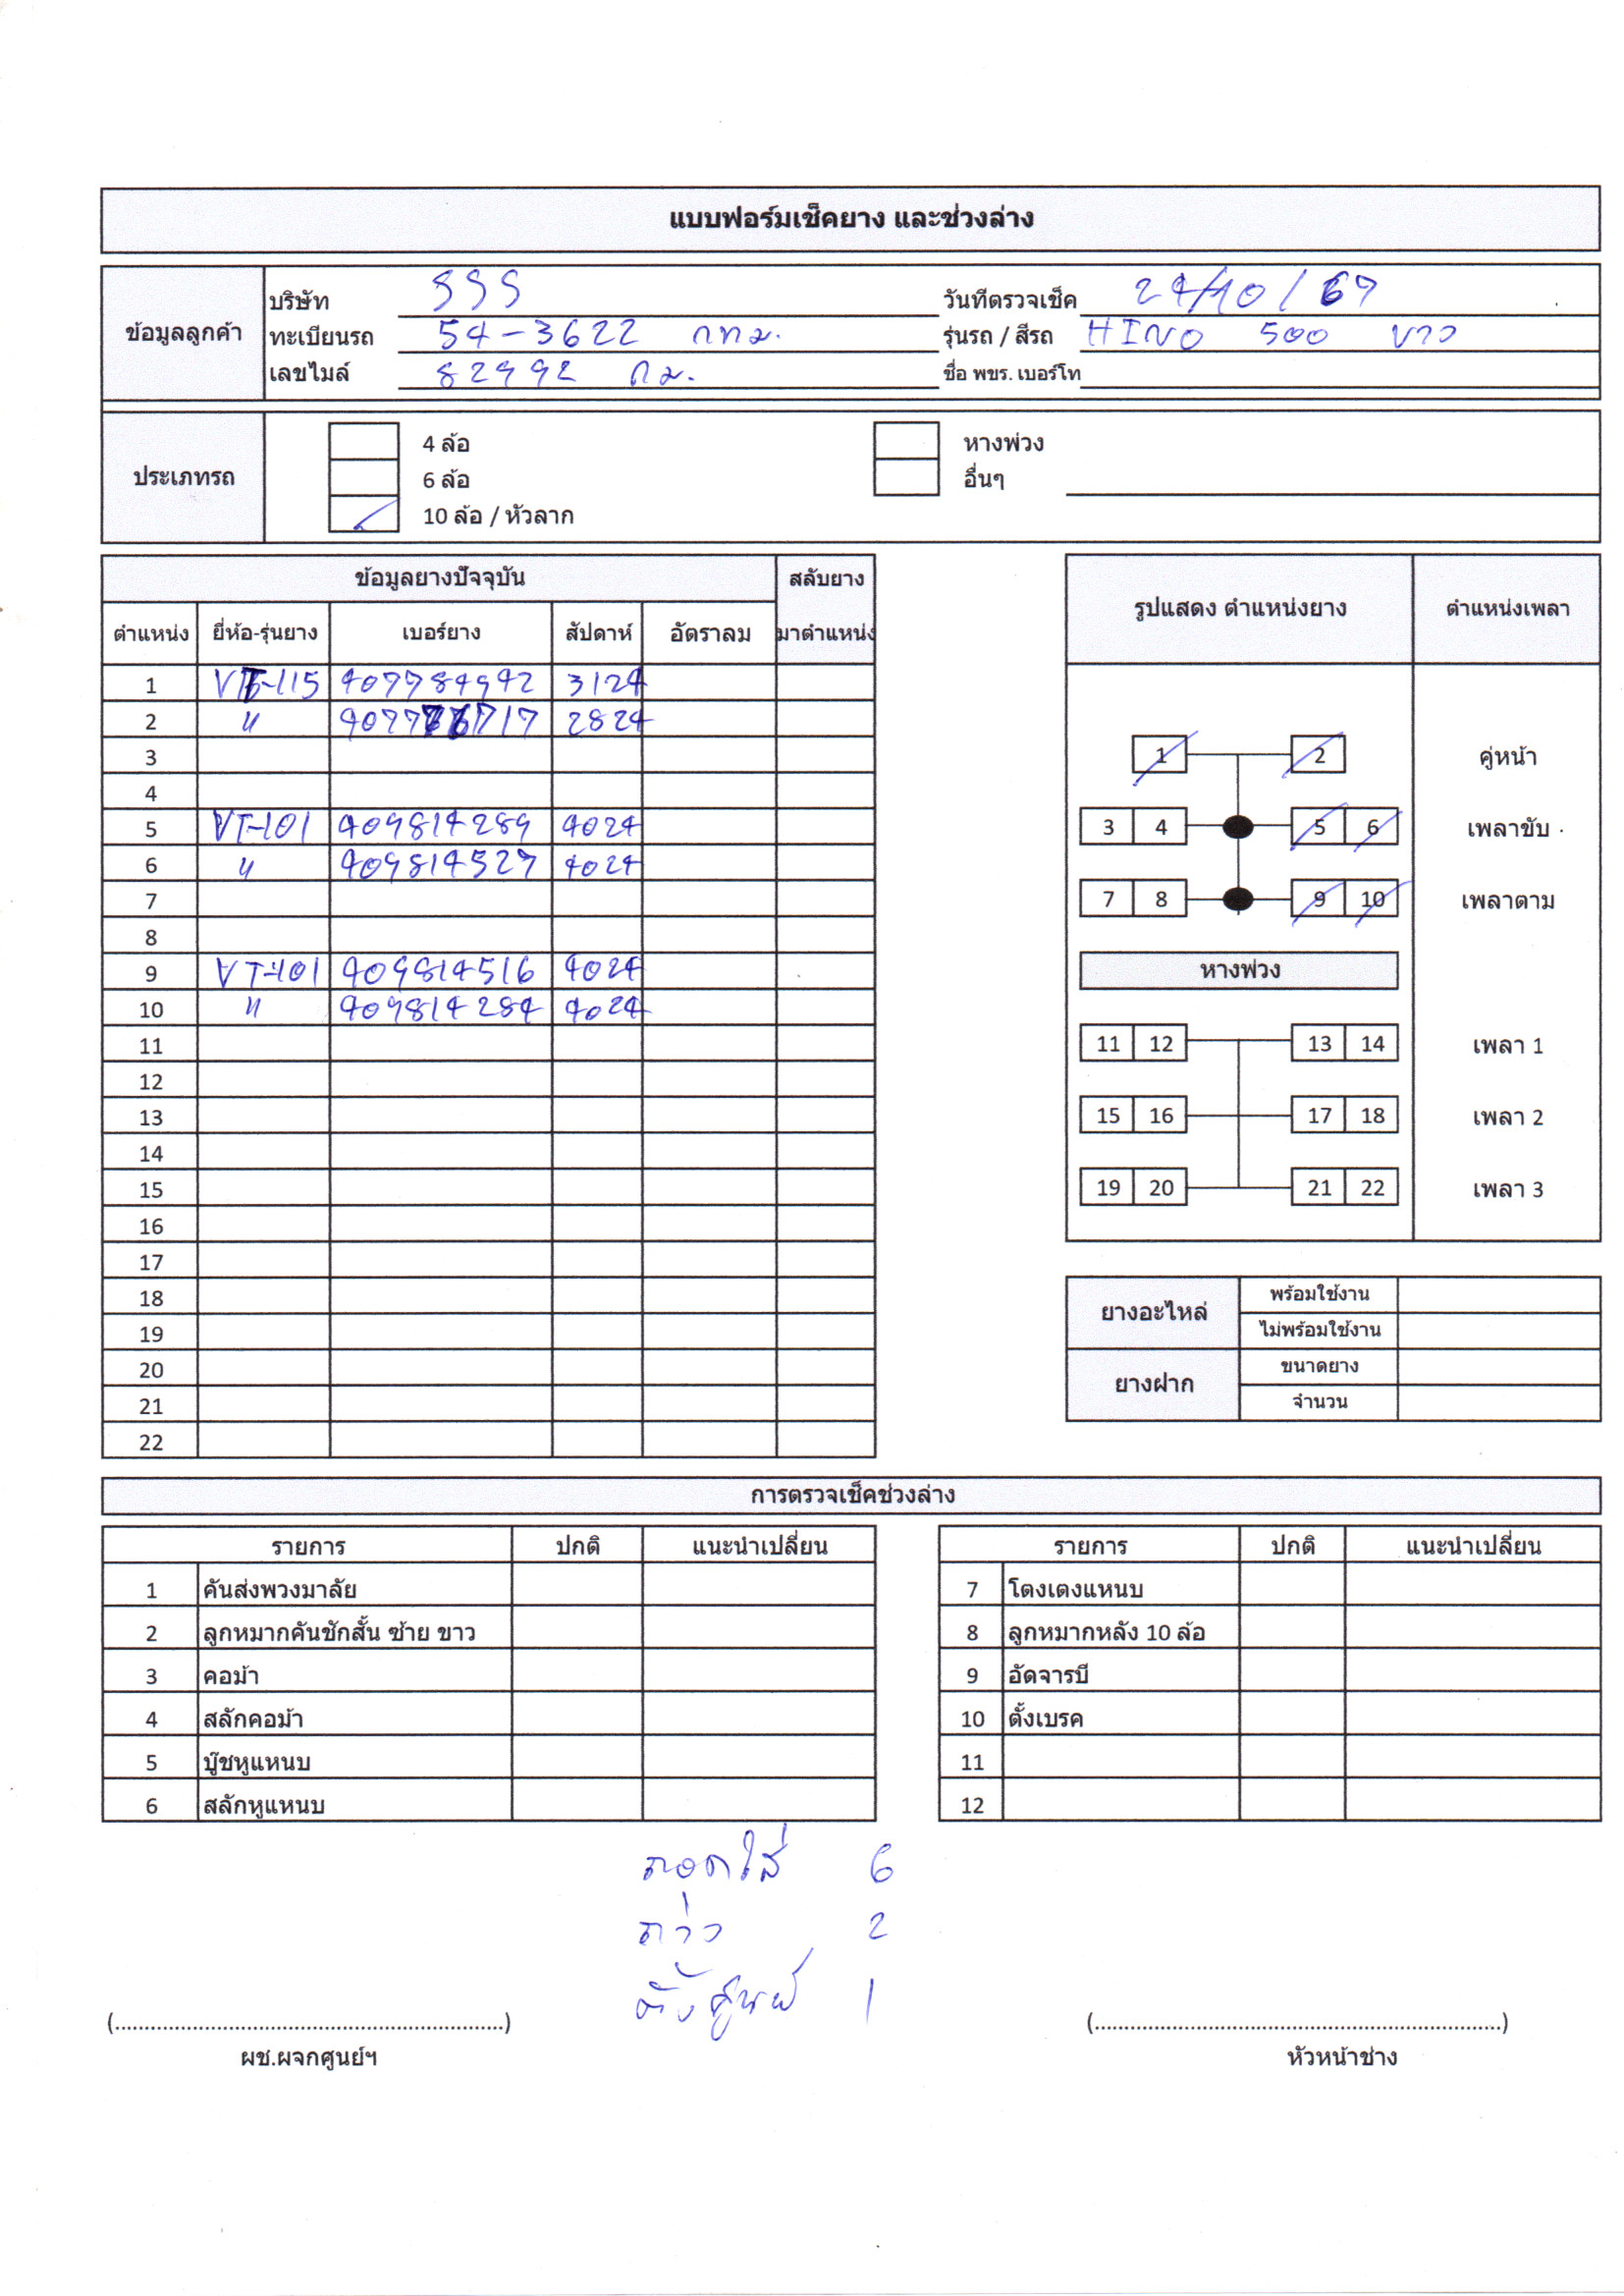 แบบฟอร์มเช็คยาง และช่วงล่าง
ข้อมูลลูกค้า
บริษัท SSS วันที่ตรวจเช็ค 24/10/67
ทะเบียนรถ 54-3622 กทม. รุ่นรถ / สีรถ HINO 500 ขาว
เลขไมล์ 82992 กม. ชื่อ พขร. เบอร์โท
ประเภทรถ
4 ล้อ หางพ่วง
6 ล้อ อื่นๆ
10 ล้อ / หัวลาก
ข้อมูลยางปัจจุบัน สลับยาง
ตำแหน่ง ยี่ห้อ-รุ่นยาง เบอร์ยาง สัปดาห์ อัตราลม มาตำแหน่ง
1 VT-115 407784942 3124
2 " 2824
3
4
5 VT-101 409814289 4024
6 " 409814527 4024
7
8
9 VT-101 409814516 4024
10 " 409814284 4024
11
12
13
14
15
16
17
18
19
20
21
22
รูปแสดง ตำแหน่งยาง ตำแหน่งเพลา
1 2 คู่หน้า
3 4 5 6 เพลาขับ
7 8 9 10 เพลาตาม
หางพ่วง
11 12 13 14 เพลา 1
15 16 17 18 เพลา 2
19 20 21 22 เพลา 3
ยางอะไหล่ พร้อมใช้งาน
ไม่พร้อมใช้งาน
ยางฝาก ขนาดยาง
จำนวน
การตรวจเช็คช่วงล่าง
รายการ ปกติ แนะนำเปลี่ยน รายการ ปกติ แนะนำเปลี่ยน
1 คันส่งพวงมาลัย 7 โตงเตงแหนบ
2 ลูกหมากคันชักสั้น ซ้าย ขาว 8 ลูกหมากหลัง 10 ล้อ
3 คอม้า 9 อัดจารบี
4 สลักคอม้า 10 ตั้งเบรค
5 บู๊ชหูแหนบ 11
6 สลักหูแหนบ 12
ถอดใส่ 6
ถ่วง 2
ตั้งศูนย์ 1
(..............................................................) (.................................................................)
ผช.ผจกศูนย์ฯ หัวหน้าช่าง